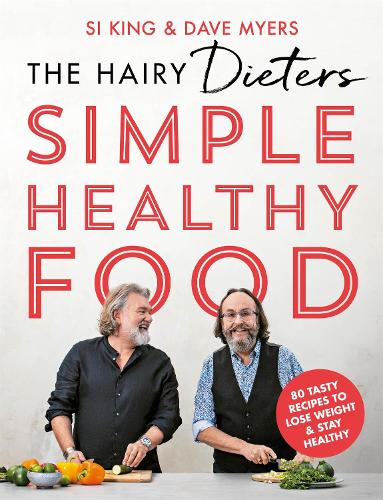 SI KING & DAVE MYERS
THE HAIRY Dieters
SIMPLE
HEALTHY
FOOD
80 TASTY
RECIPES TO
LOSE WEIGHT
& STAY
HEALTHY